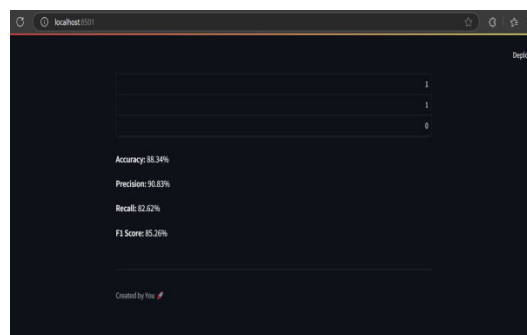 localhost:8501
Deplo
1
1
0
Accuracy: 88.34%
Precision: 90.83%
Recall: 82.62%
F1 Score: 85.26%
Created by You 🚀